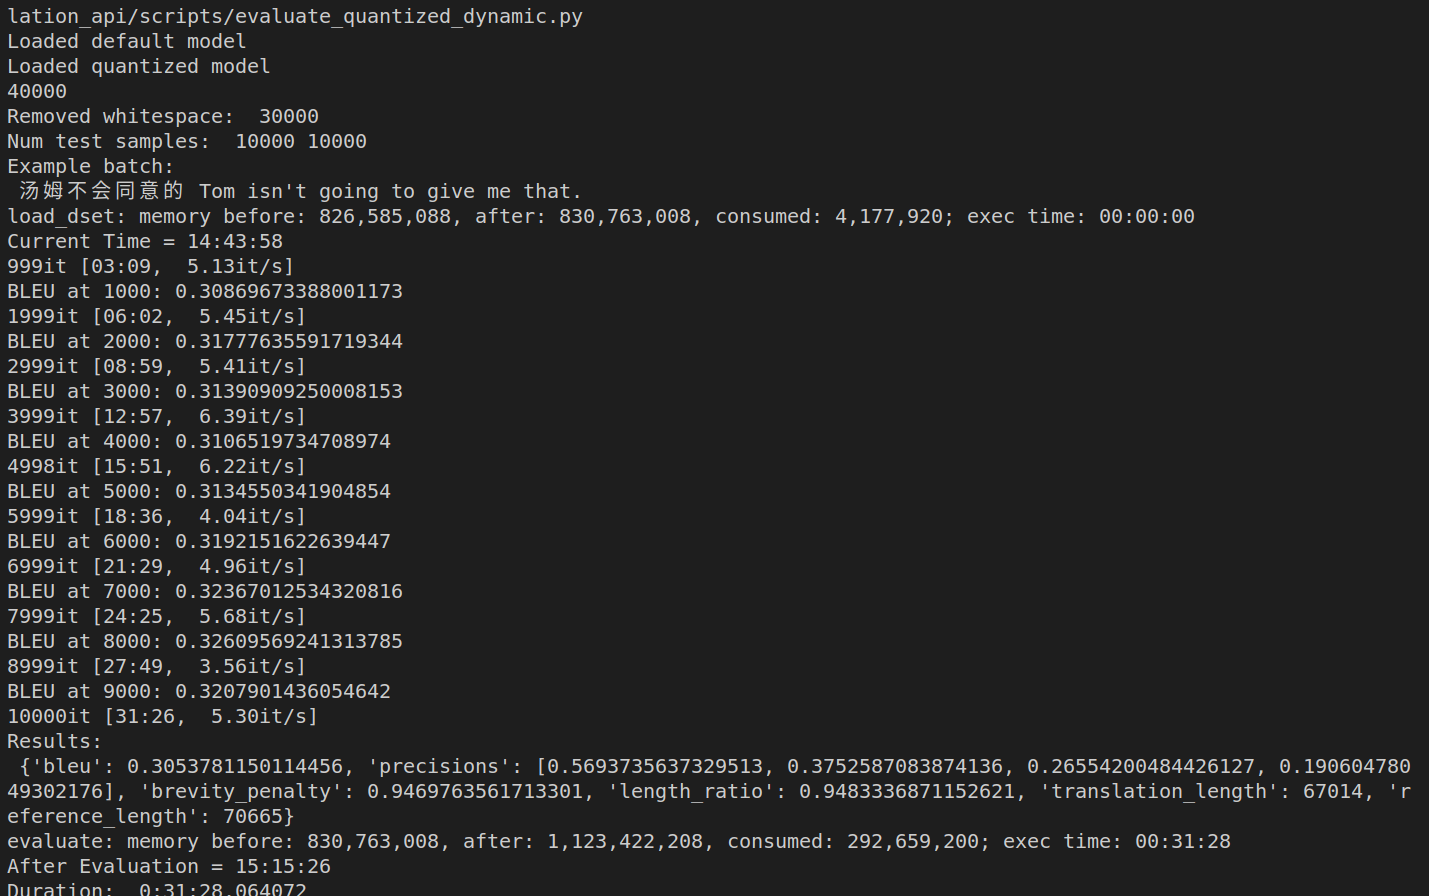 lation_api/scripts/evaluate_quantized_dynamic.py
Loaded default model
Loaded quantized model
40000
Removed whitespace:  30000
Num test samples:  10000 10000
Example batch:
 汤姆不会同意的 Tom isn't going to give me that.
load_dset: memory before: 826,585,088, after: 830,763,008, consumed: 4,177,920; exec time: 00:00:00
Current Time = 14:43:58
999it [03:09,  5.13it/s]
BLEU at 1000: 0.30869673388001173
1999it [06:02,  5.45it/s]
BLEU at 2000: 0.31777635591719344
2999it [08:59,  5.41it/s]
BLEU at 3000: 0.31390909250008153
3999it [12:57,  6.39it/s]
BLEU at 4000: 0.3106519734708974
4998it [15:51,  6.22it/s]
BLEU at 5000: 0.3134550341904854
5999it [18:36,  4.04it/s]
BLEU at 6000: 0.3192151622639447
6999it [21:29,  4.96it/s]
BLEU at 7000: 0.32367012534320816
7999it [24:25,  5.68it/s]
BLEU at 8000: 0.32609569241313785
8999it [27:49,  3.56it/s]
BLEU at 9000: 0.3207901436054642
10000it [31:26,  5.30it/s]
Results:
 {'bleu': 0.3053781150114456, 'precisions': [0.5693735637329513, 0.3752587083874136, 0.26554200484426127, 0.190604780
49302176], 'brevity_penalty': 0.9469763561713301, 'length_ratio': 0.9483336871152621, 'translation_length': 67014, 'r
eference_length': 70665}
evaluate: memory before: 830,763,008, after: 1,123,422,208, consumed: 292,659,200; exec time: 00:31:28
After Evaluation = 15:15:26
Duration:  0:31:28.064072